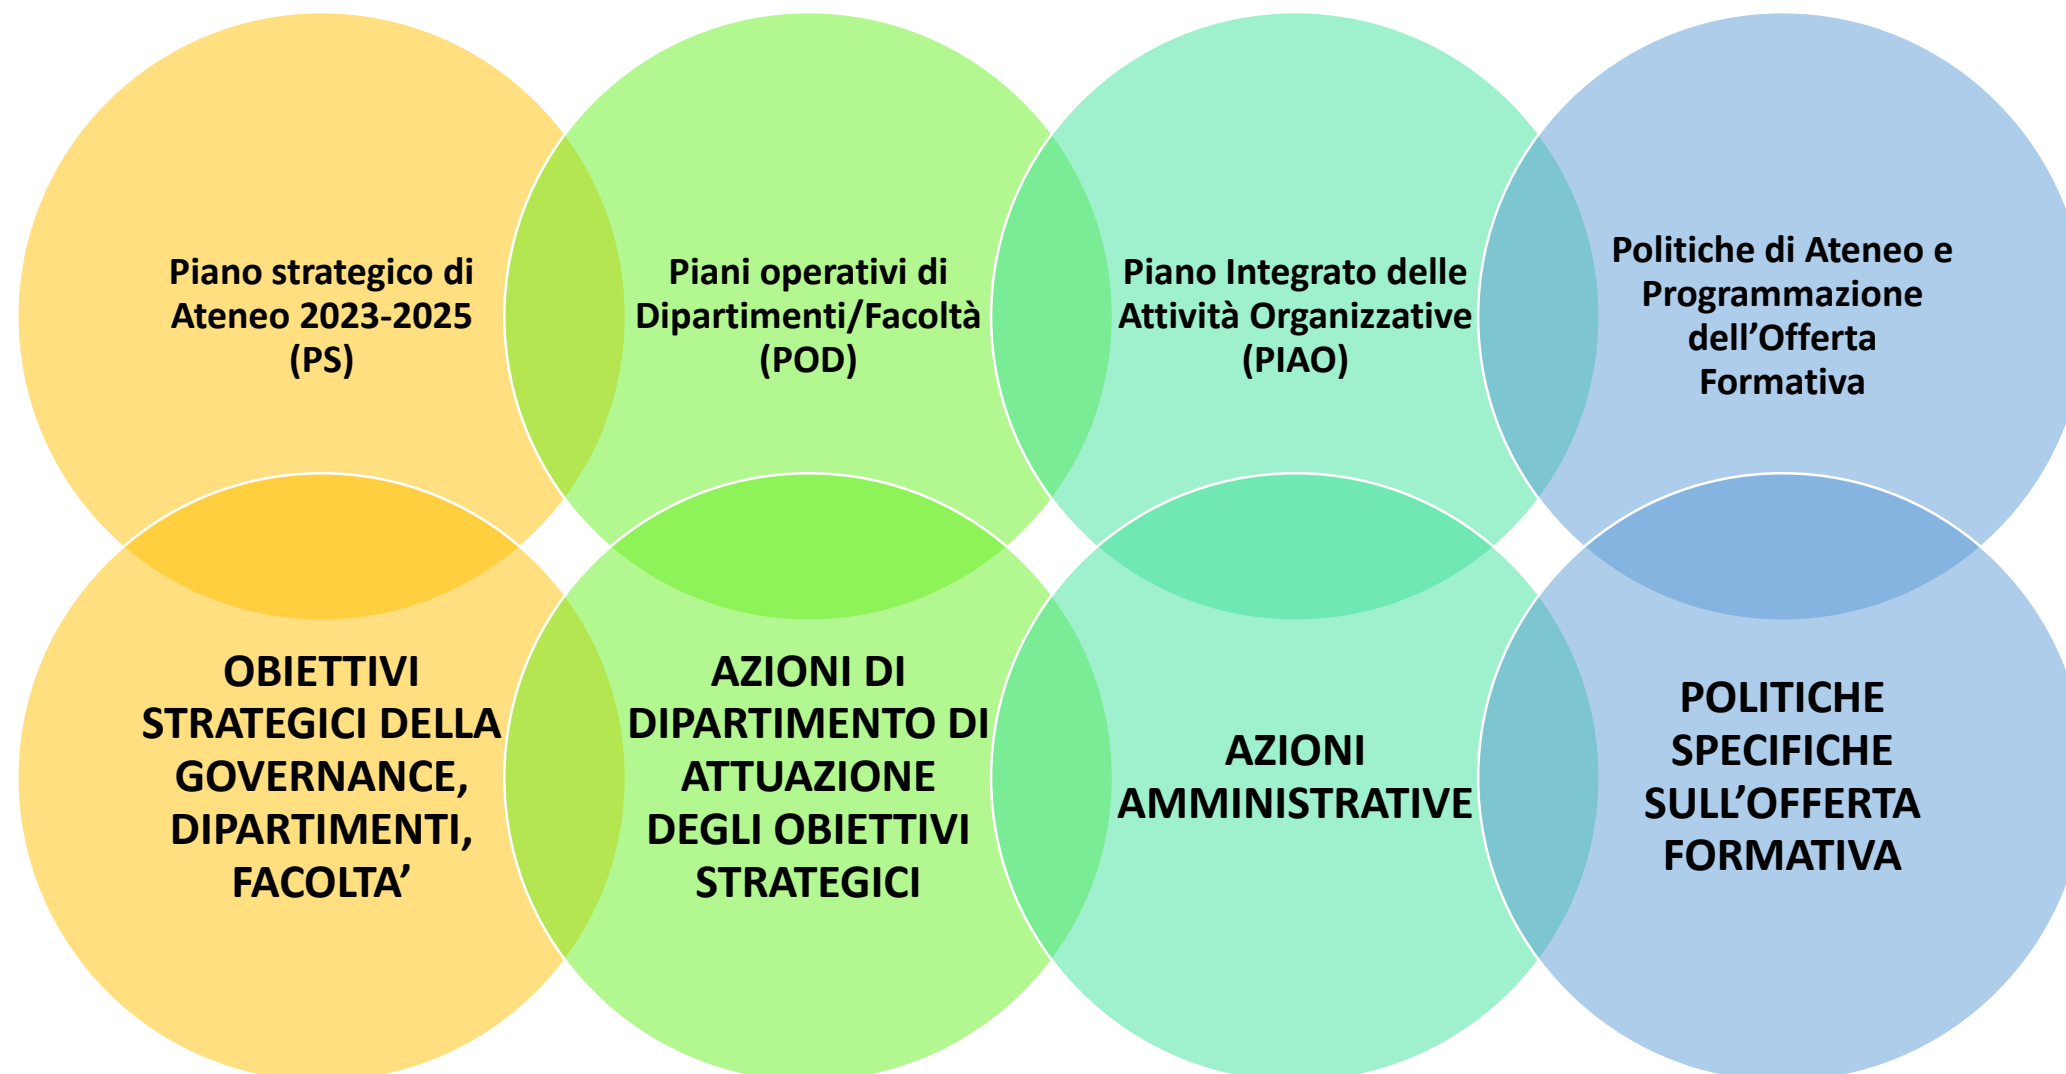 Piano strategico di
Ateneo 2023-2025
(PS)
Piani operativi di
Dipartimenti/Facoltà
(POD)
Piano Integrato delle
Attività Organizzative
(PIAO)
Politiche di Ateneo e
Programmazione
dell’Offerta
Formativa
OBIETTIVI
STRATEGICI DELLA
GOVERNANCE,
DIPARTIMENTI,
FACOLTA’
AZIONI DI
DIPARTIMENTO DI
ATTUAZIONE
DEGLI OBIETTIVI
STRATEGICI
AZIONI
AMMINISTRATIVE
POLITICHE
SPECIFICHE
SULL’OFFERTA
FORMATIVA